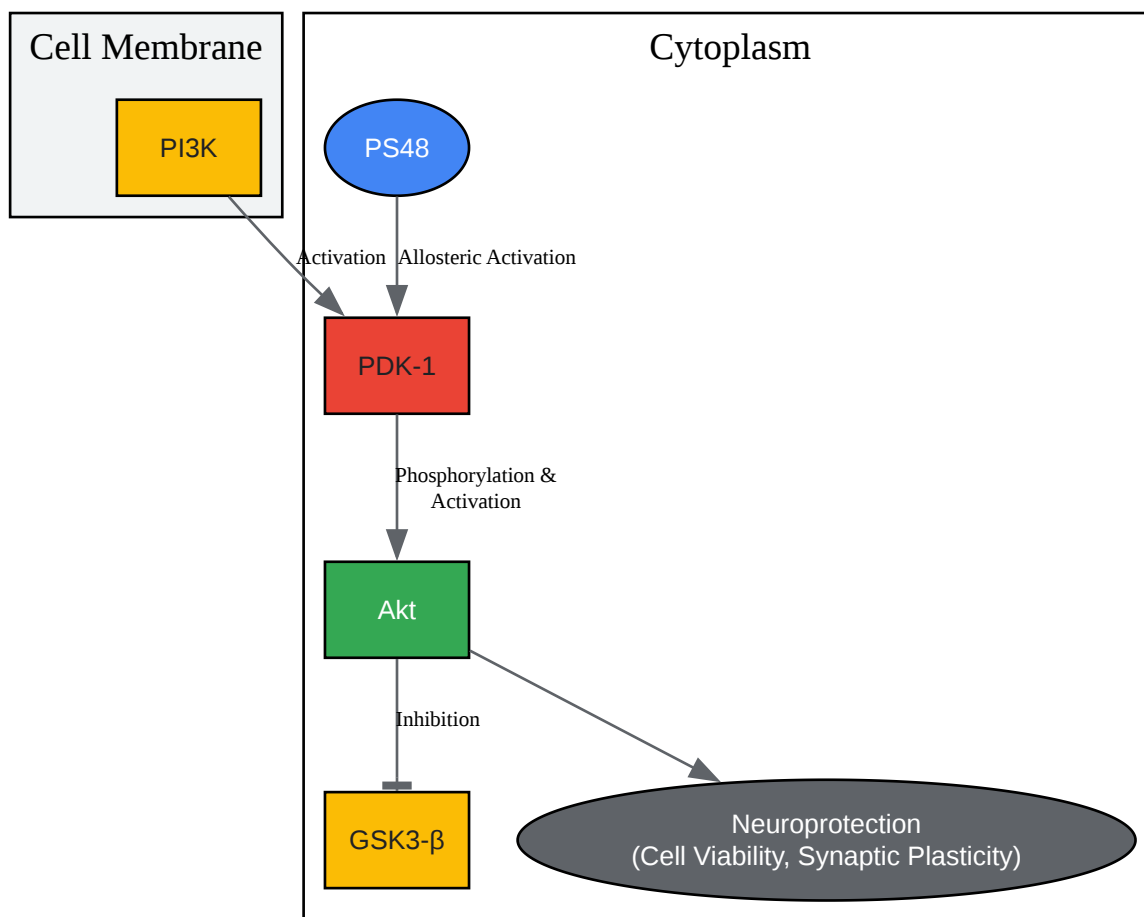 Cell Membrane
Cytoplasm
PI3K
PS48
Activation
Allosteric Activation
PDK-1
Phosphorylation &
Activation
Akt
Inhibition
GSK3-β
Neuroprotection
(Cell Viability, Synaptic Plasticity)